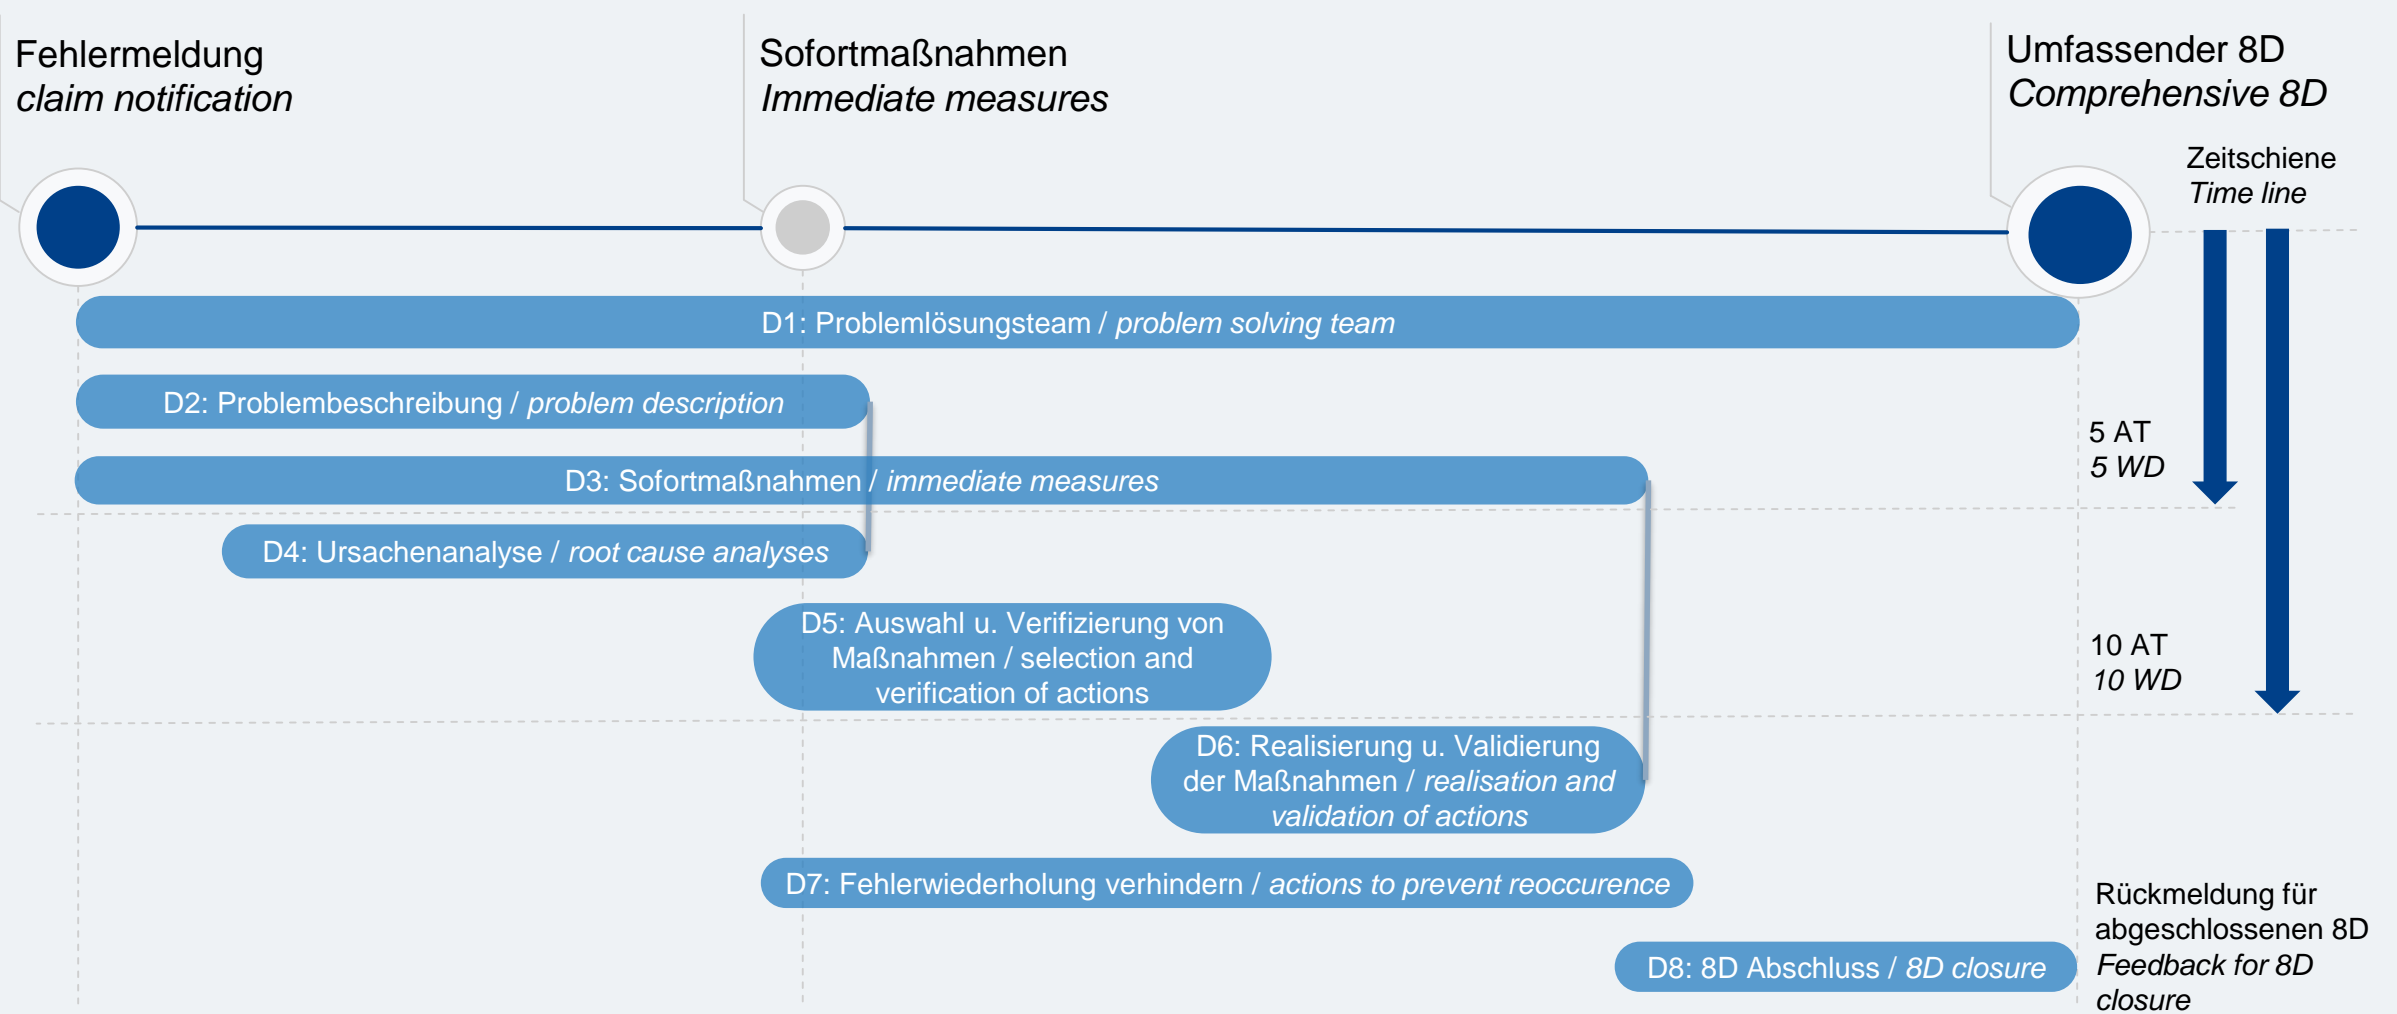 Fehlermeldung
claim notification
Sofortmaßnahmen
Immediate measures
Umfassender 8D
Comprehensive 8D
Zeitschiene
Time line
D1: Problemlösungsteam / problem solving team
D2: Problembeschreibung / problem description
5 AT
5 WD
D3: Sofortmaßnahmen / immediate measures
D4: Ursachenanalyse / root cause analyses
D5: Auswahl u. Verifizierung von
Maßnahmen / selection and
verification of actions
10 AT
10 WD
D6: Realisierung u. Validierung
der Maßnahmen / realisation and
validation of actions
D7: Fehlerwiederholung verhindern / actions to prevent reoccurence
D8: 8D Abschluss / 8D closure
Rückmeldung für
abgeschlossenen 8D
Feedback for 8D
closure